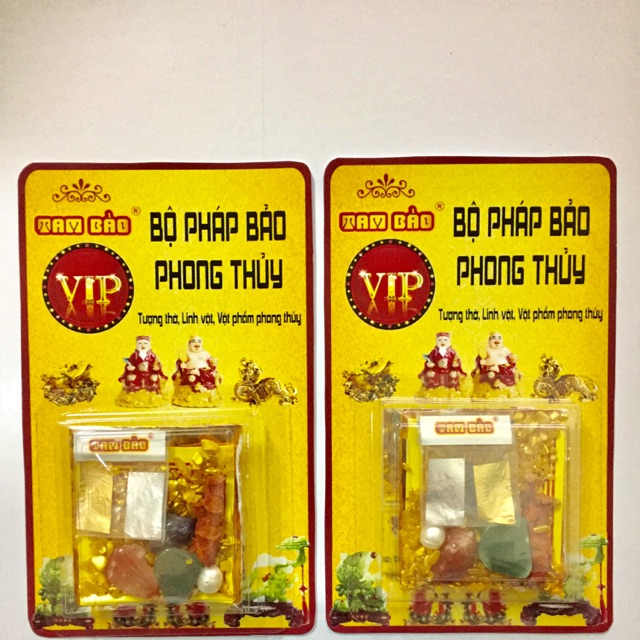 TAM BẢO ®
BỘ PHÁP BẢO
PHONG THỦY
VIP
Tượng thờ, Linh vật, Vật phẩm phong thủy
TAM BẢO
TAM BẢO ®
BỘ PHÁP BẢO
PHONG THỦY
VIP
Tượng thờ, Linh vật, Vật phẩm phong thủy
TAM BẢO